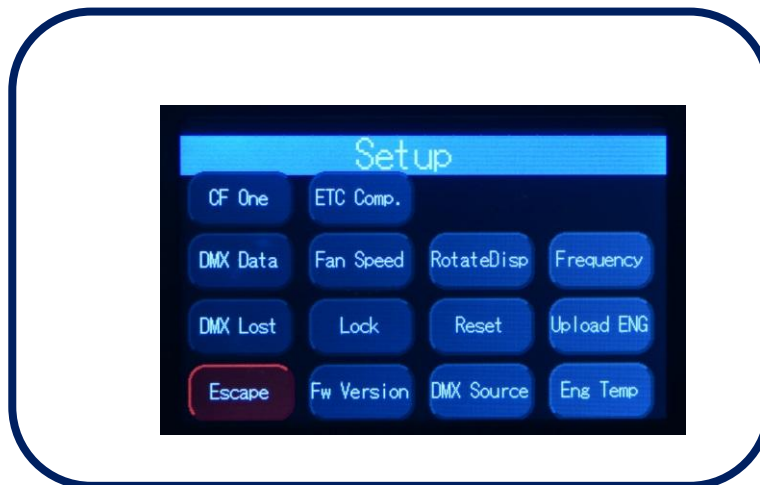 Setup
CF One ETC Comp.
DMX Data Fan Speed RotateDisp Frequency
DMX Lost Lock Reset Upload ENG
Escape Fw Version DMX Source Eng Temp